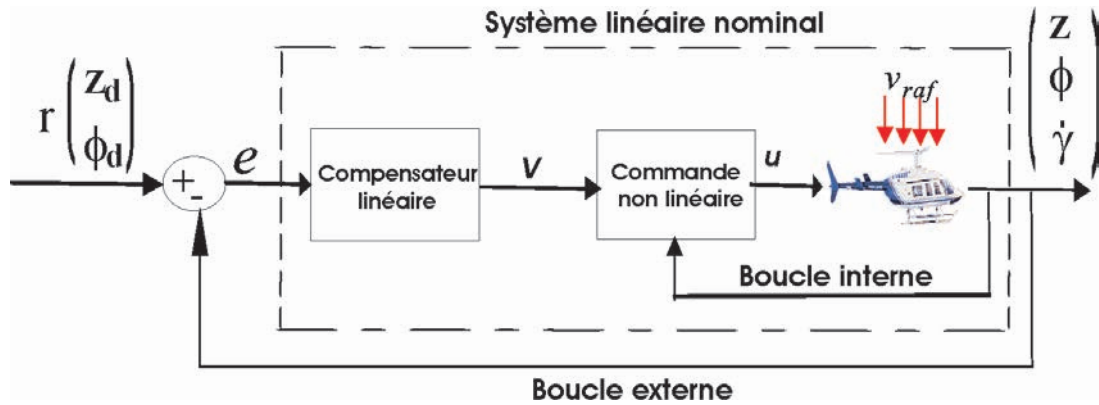 Système linéaire nominal
r
z_d
ϕ_d
+
-
e
Compensateur
linéaire
v
Commande
non linéaire
u
v_raf
z
ϕ
γ̇
Boucle interne
Boucle externe